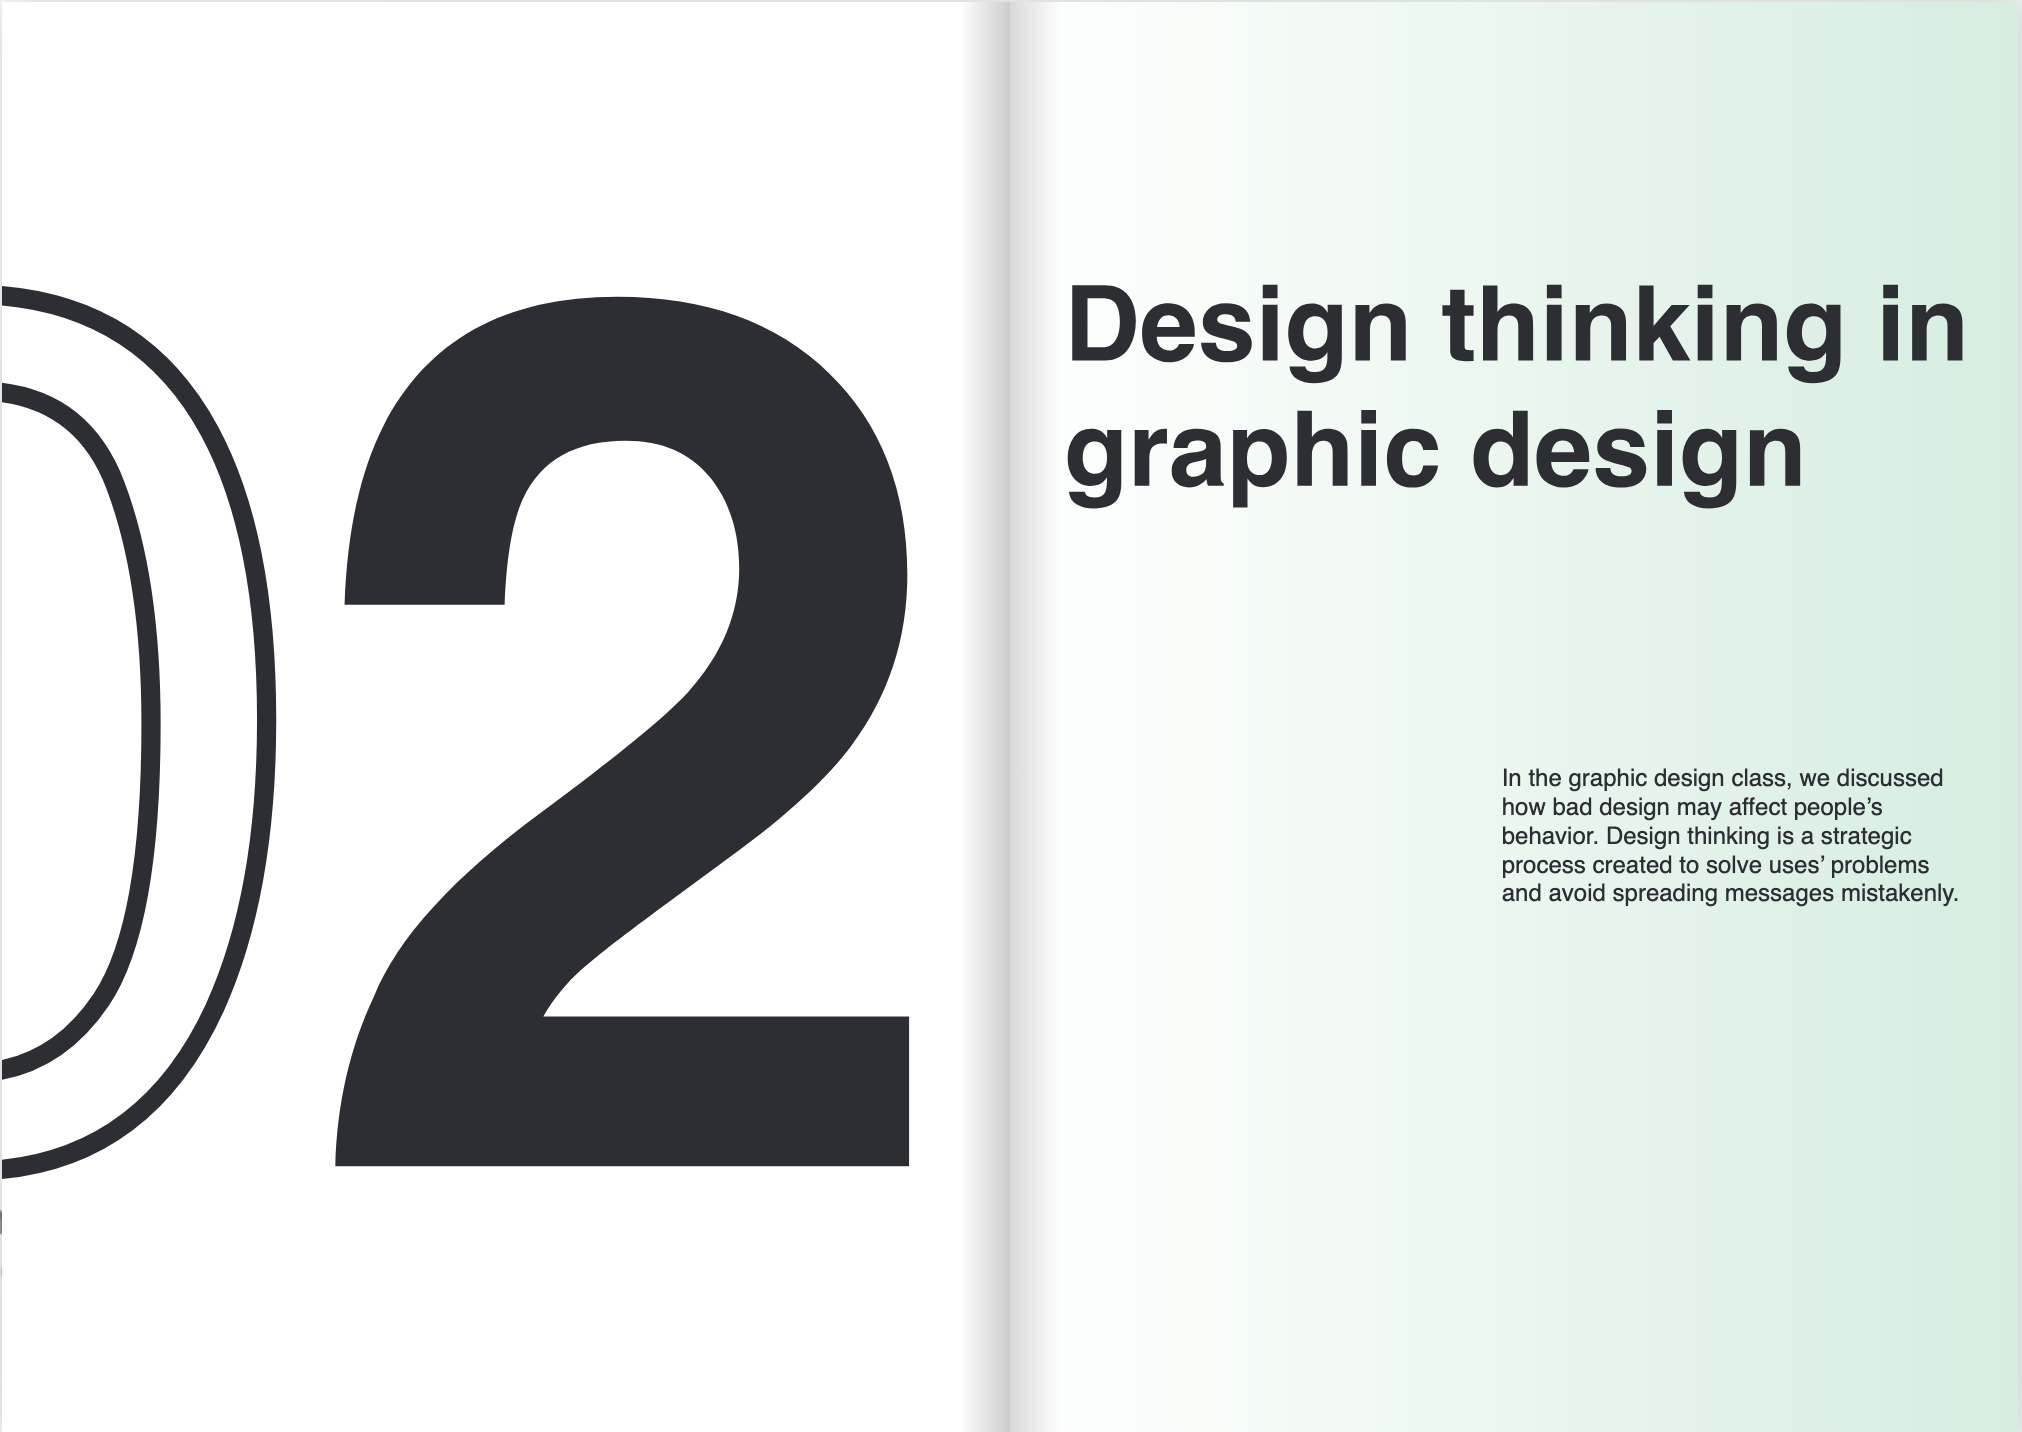 02
Design thinking in
graphic design
In the graphic design class, we discussed
how bad design may affect people’s
behavior. Design thinking is a strategic
process created to solve uses’ problems
and avoid spreading messages mistakenly.